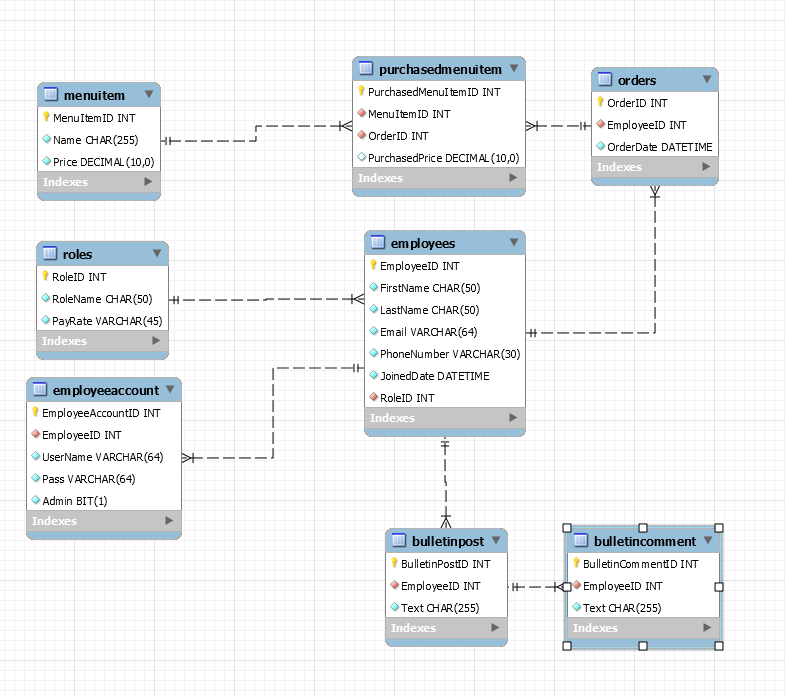 menuitem
MenuItemID INT
Name CHAR(255)
Price DECIMAL(10,0)
Indexes
purchasedmenuitem
PurchasedMenuItemID INT
MenuItemID INT
OrderID INT
PurchasedPrice DECIMAL(10,0)
Indexes
orders
OrderID INT
EmployeeID INT
OrderDate DATETIME
Indexes
roles
RoleID INT
RoleName CHAR(50)
PayRate VARCHAR(45)
Indexes
employees
EmployeeID INT
FirstName CHAR(50)
LastName CHAR(50)
Email VARCHAR(64)
PhoneNumber VARCHAR(30)
JoinedDate DATETIME
RoleID INT
Indexes
employeeaccount
EmployeeAccountID INT
EmployeeID INT
UserName VARCHAR(64)
Pass VARCHAR(64)
Admin BIT(1)
Indexes
bulletinpost
BulletinPostID INT
EmployeeID INT
Text CHAR(255)
Indexes
bulletincomment
BulletinCommentID INT
EmployeeID INT
Text CHAR(255)
Indexes